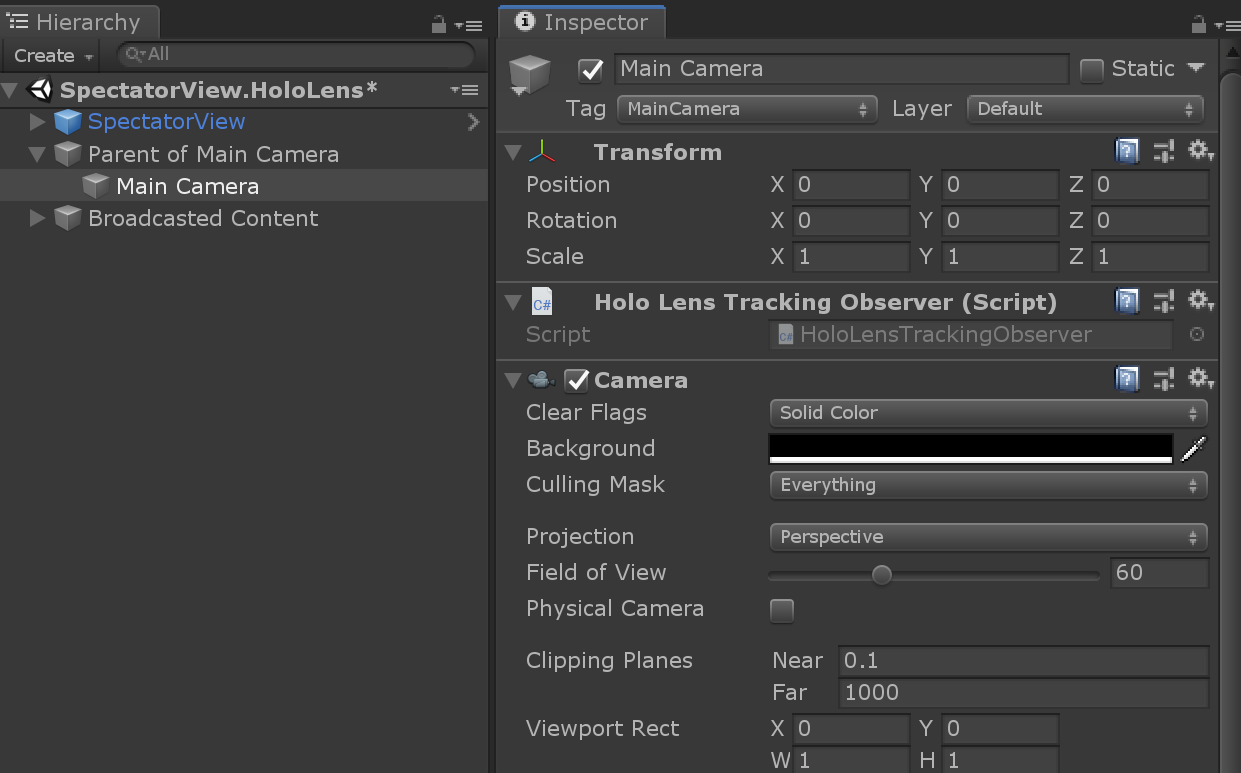 Hierarchy
Create
All
SpectatorView.HoloLens*
SpectatorView
Parent of Main Camera
Main Camera
Broadcasted Content
Inspector
Main Camera
Static
Tag MainCamera Layer Default
Transform
Position X 0 Y 0 Z 0
Rotation X 0 Y 0 Z 0
Scale X 1 Y 1 Z 1
C# Holo Lens Tracking Observer (Script)
Script C# HoloLensTrackingObserver
Camera
Clear Flags Solid Color
Background
Culling Mask Everything
Projection Perspective
Field of View 60
Physical Camera
Clipping Planes Near 0.1
Far 1000
Viewport Rect X 0 Y 0
W 1 H 1